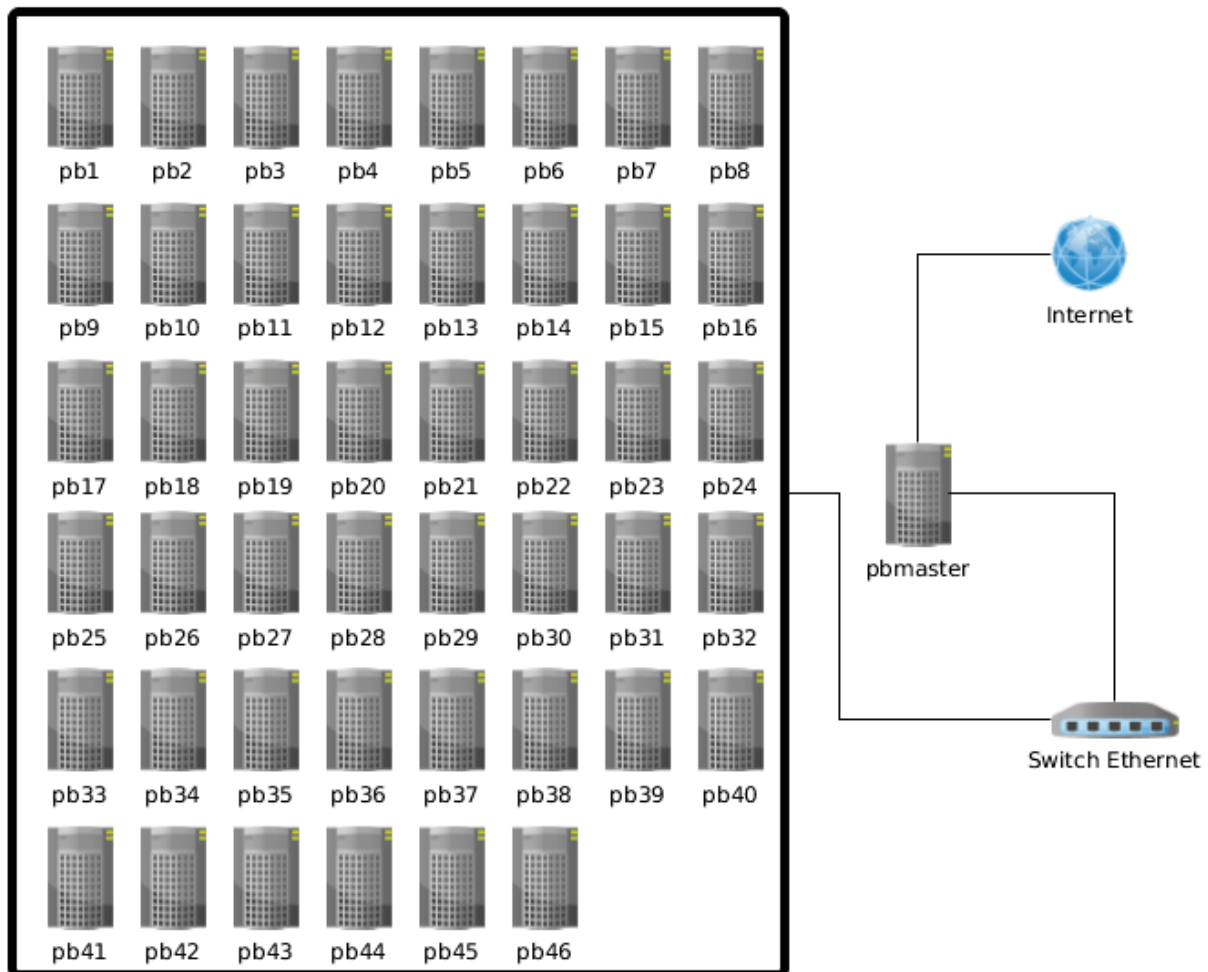 pb1 pb2 pb3 pb4 pb5 pb6 pb7 pb8
pb9 pb10 pb11 pb12 pb13 pb14 pb15 pb16
pb17 pb18 pb19 pb20 pb21 pb22 pb23 pb24
pb25 pb26 pb27 pb28 pb29 pb30 pb31 pb32
pb33 pb34 pb35 pb36 pb37 pb38 pb39 pb40
pb41 pb42 pb43 pb44 pb45 pb46
Internet
pbmaster
Switch Ethernet